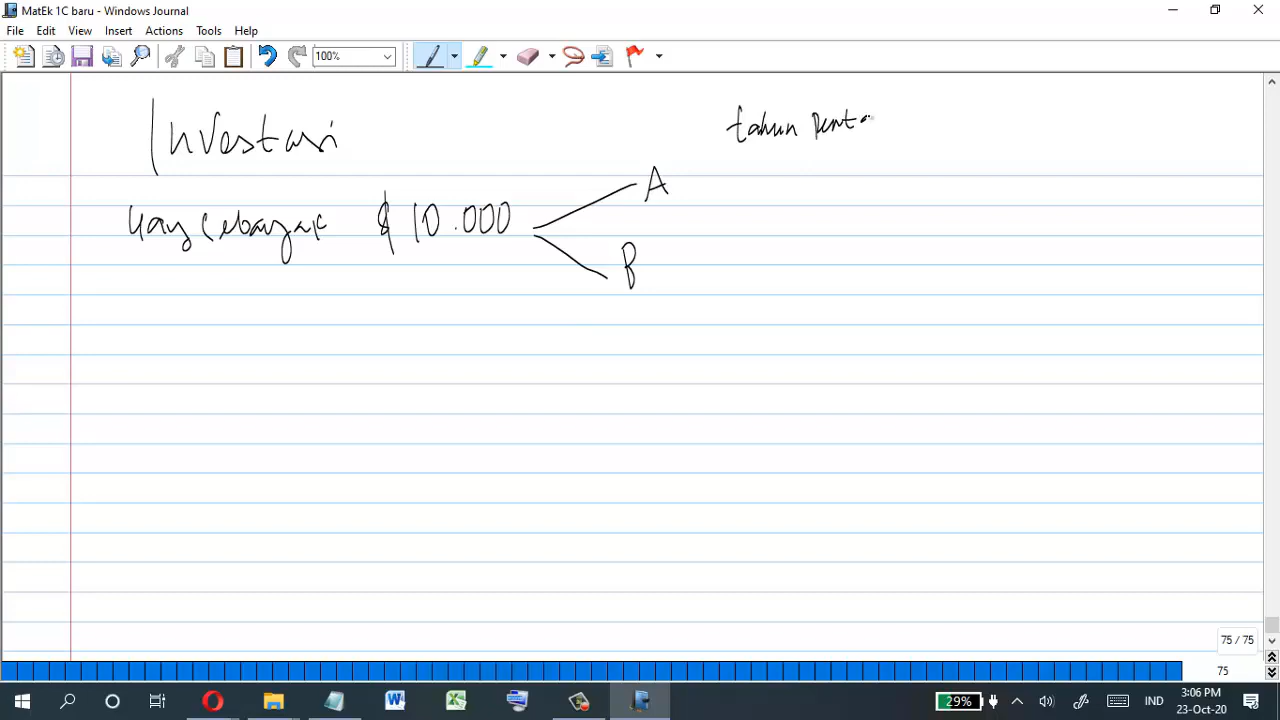 MatEk 1C baru - Windows Journal
File Edit View Insert Actions Tools Help
100%
Investasi
tahun Perta
Uang sebanyak $ 10.000
A
B
75 / 75
75
29%
IND
3:06 PM
23-Oct-20